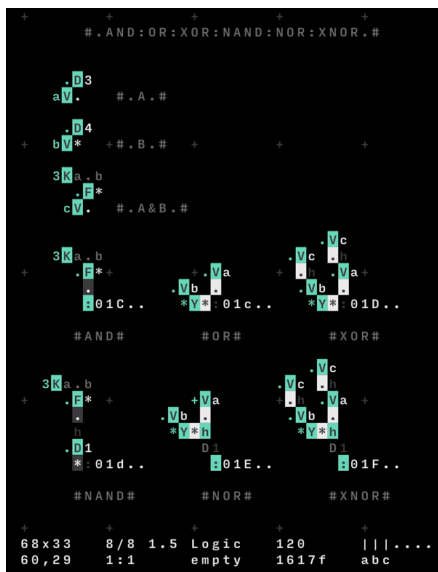 + + + + +
#.AND:OR:XOR:NAND:NOR:XNOR.#
.D3
aV. #.A.#
.D4
+ bV* +#.B.# + + +
3Ka.b
.F*
cV. #.A&B.#
.Vc
3Ka.b .Vc .h
+ .F* + +.Va + .h .Va +
. .Vb . .Vb .
:01C.. *Y*:01c.. *Y*:01D..
#AND# #OR# #XOR#
.Vc
3Ka.b .Vc .h
+ .F* + +Va + .h .Va +
. .Vb . .Vb .
h *Y*h *Y*h
.D1 D1 D1
*:01d.. :01E.. :01F..
#NAND# #NOR# #XNOR#
+ + + + +
68x33 8/8 1.5 Logic 120 |||....
60,29 1:1 empty 1617f abc